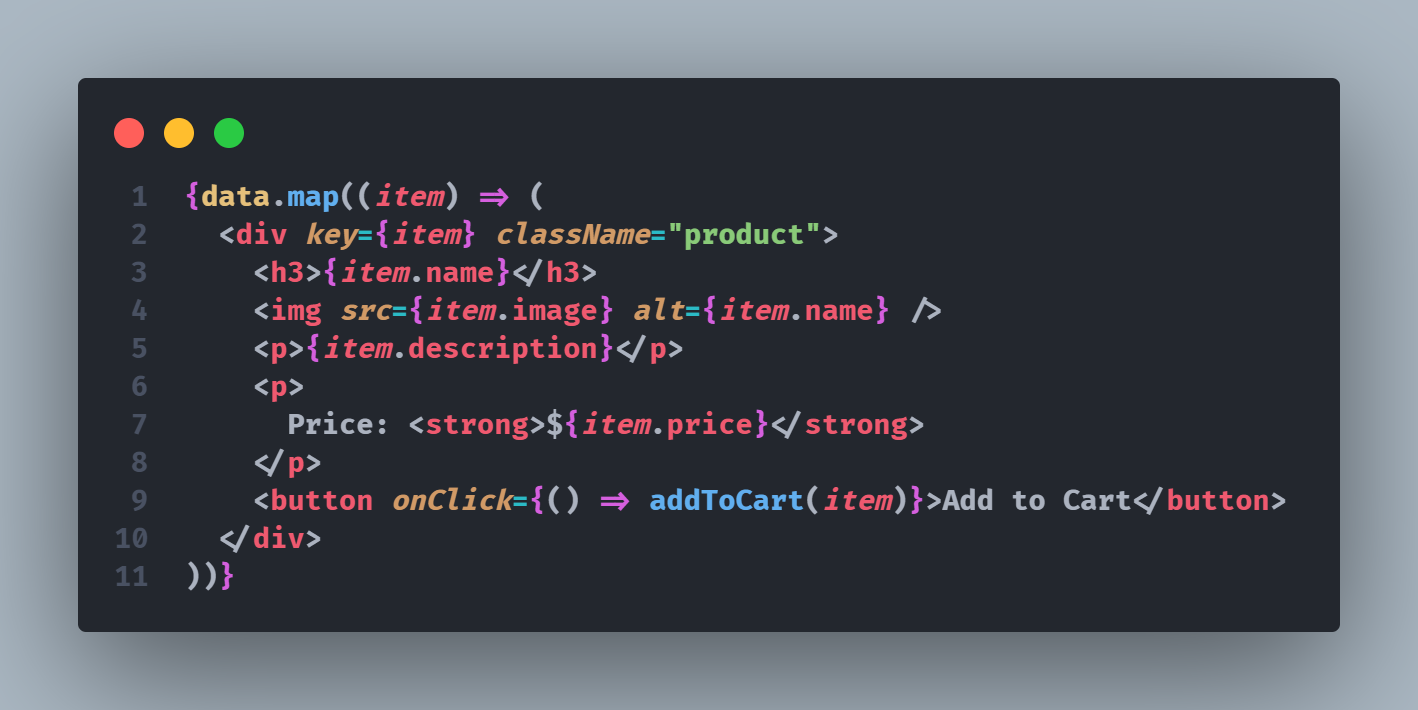 1 {data.map((item) => (
2   <div key={item} className="product">
3     <h3>{item.name}</h3>
4     <img src={item.image} alt={item.name} />
5     <p>{item.description}</p>
6     <p>
7       Price: <strong>${item.price}</strong>
8     </p>
9     <button onClick={() => addToCart(item)}>Add to Cart</button>
10   </div>
11 ))}